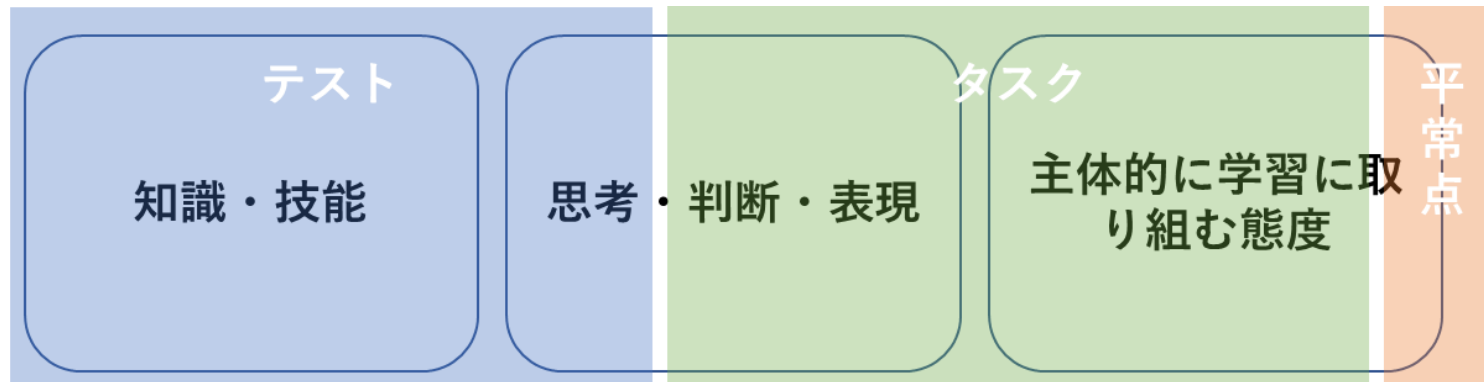 テスト
タスク
平常点
知識・技能
思考・判断・表現
主体的に学習に取
り組む態度